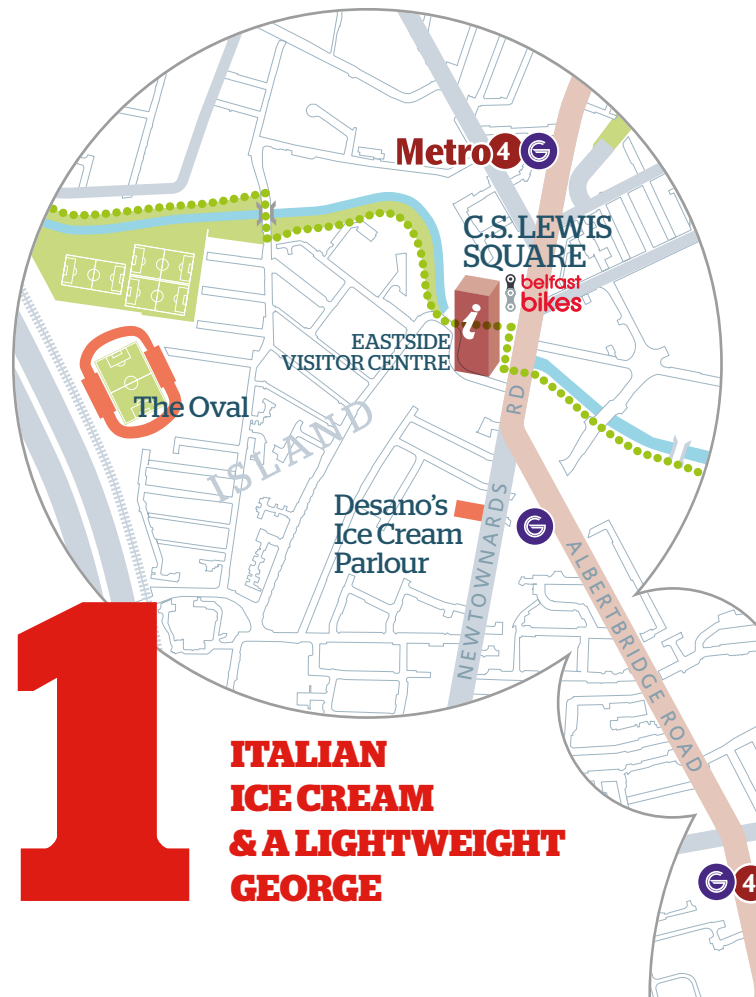 Metro 4 G
C.S. LEWIS
SQUARE
belfast
bikes
i
EASTSIDE
VISITOR CENTRE
The Oval
ISLAND
RD
Desano's
Ice Cream
Parlour
G
NEWTOWNARDS
ALBERTBRIDGE ROAD
1
ITALIAN
ICE CREAM
& A LIGHTWEIGHT
GEORGE
G 4